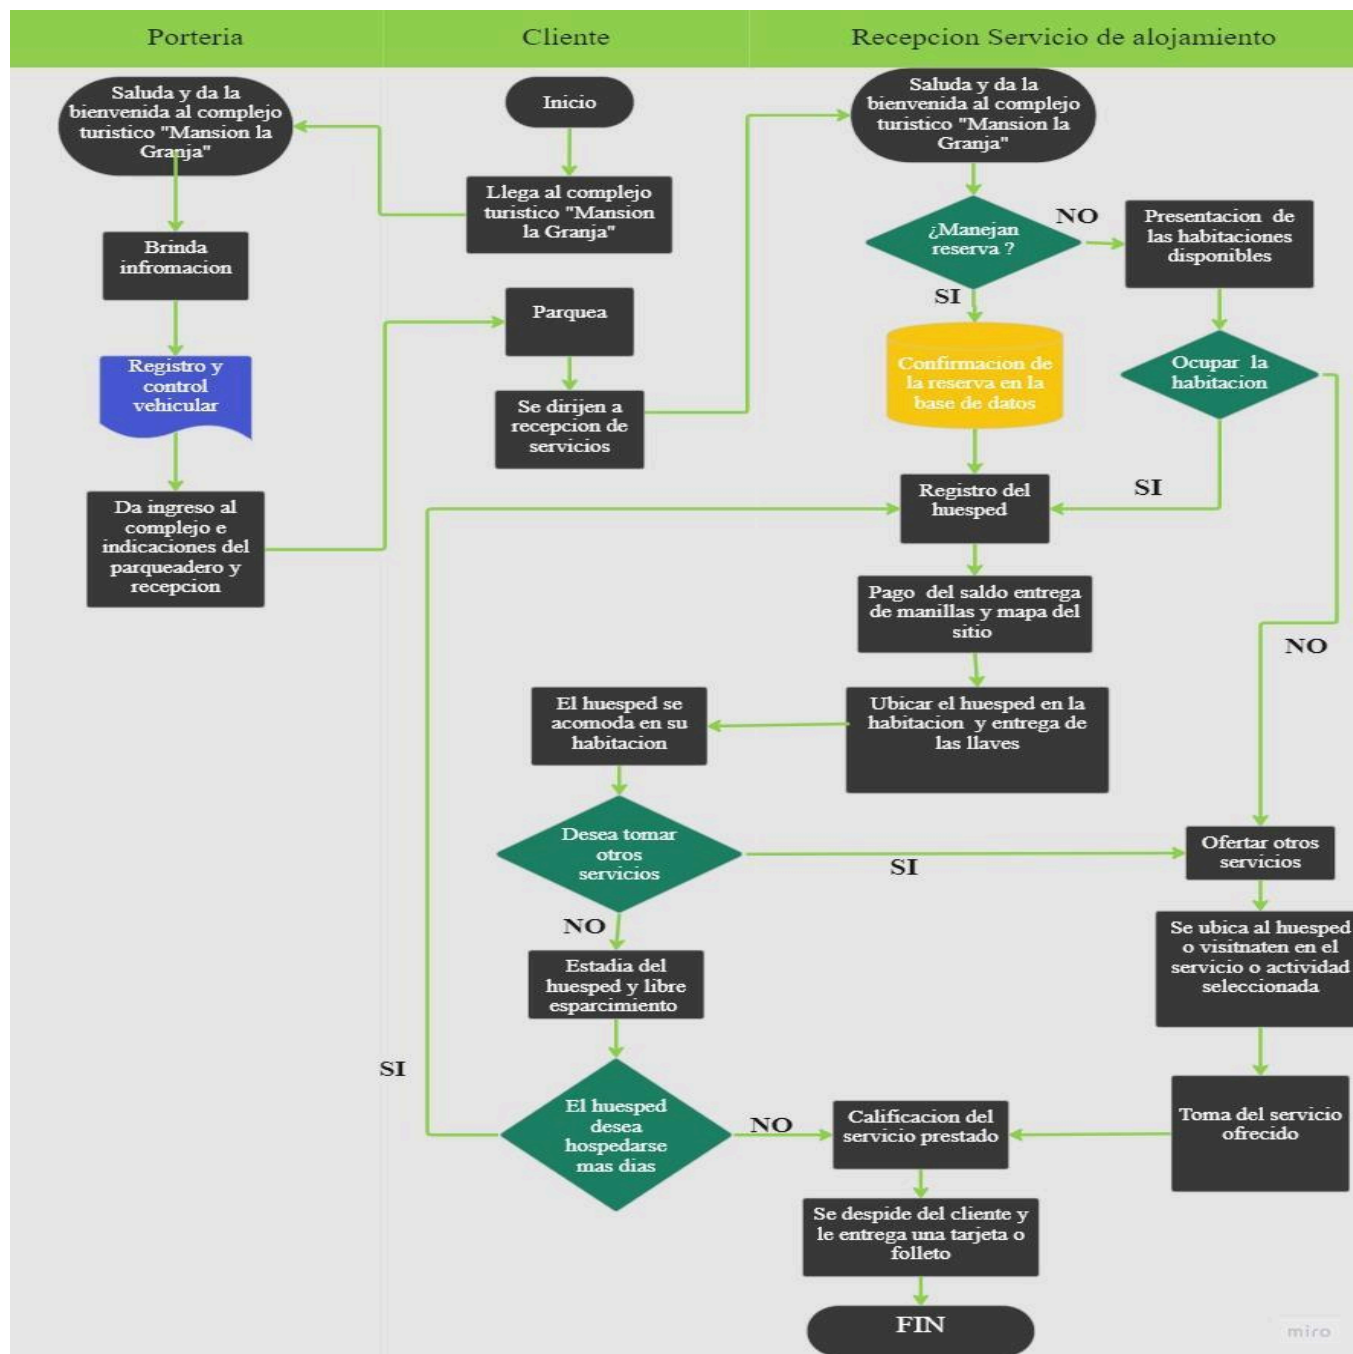 Porteria
Cliente
Recepcion Servicio de alojamiento
Saluda y da la
bienvenida al complejo
turistico "Mansion la
Granja"
Brinda
infromacion
Registro y
control
vehicular
Da ingreso al
complejo e
indicaciones del
parqueadero y
recepcion
Inicio
Llega al complejo
turistico "Mansion
la Granja"
Parquea
Se dirijen a
recepcion de
servicios
Saluda y da la
bienvenida al complejo
turistico "Mansion la
Granja"
¿Manejan
reserva ?
NO
Presentacion de
las habitaciones
disponibles
SI
Confirmacion de
la reserva en la
base de datos
Ocupar la
habitacion
SI
NO
Registro del
huesped
Pago del saldo entrega
de manillas y mapa del
sitio
Ubicar el huesped en la
habitacion y entrega de
las llaves
El huesped se
acomoda en su
habitacion
Desea tomar
otros
servicios
SI
Ofertar otros
servicios
NO
Se ubica al huesped
o visitnaten en el
servicio o actividad
seleccionada
Estadia del
huesped y libre
esparcimiento
SI
El huesped
desea
hospedarse
mas dias
NO
Calificacion del
servicio prestado
Toma del servicio
ofrecido
Se despide del cliente y
le entrega una tarjeta o
folleto
FIN
miro